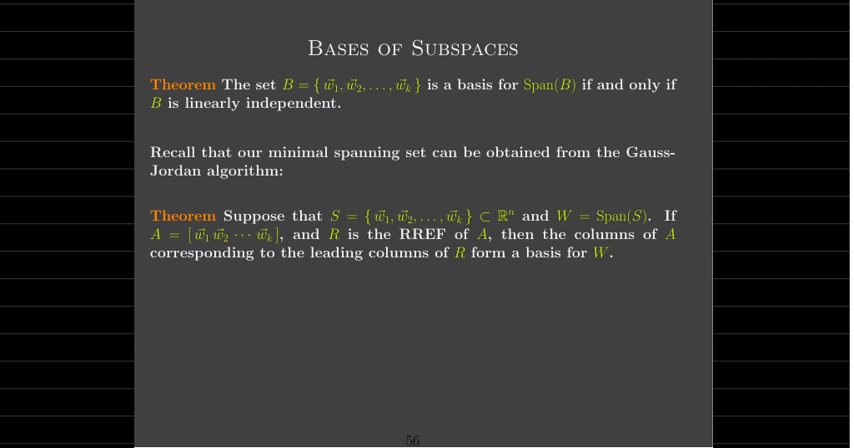 BASES OF SUBSPACES
Theorem The set B = { w⃗₁, w⃗₂, . . . , w⃗ₖ } is a basis for Span(B) if and only if
B is linearly independent.
Recall that our minimal spanning set can be obtained from the Gauss-
Jordan algorithm:
Theorem Suppose that S = { w⃗₁, w⃗₂, . . . , w⃗ₖ } ⊂ ℝⁿ and W = Span(S). If
A = [ w⃗₁ w⃗₂ ⋯ w⃗ₖ ], and R is the RREF of A, then the columns of A
corresponding to the leading columns of R form a basis for W.
56